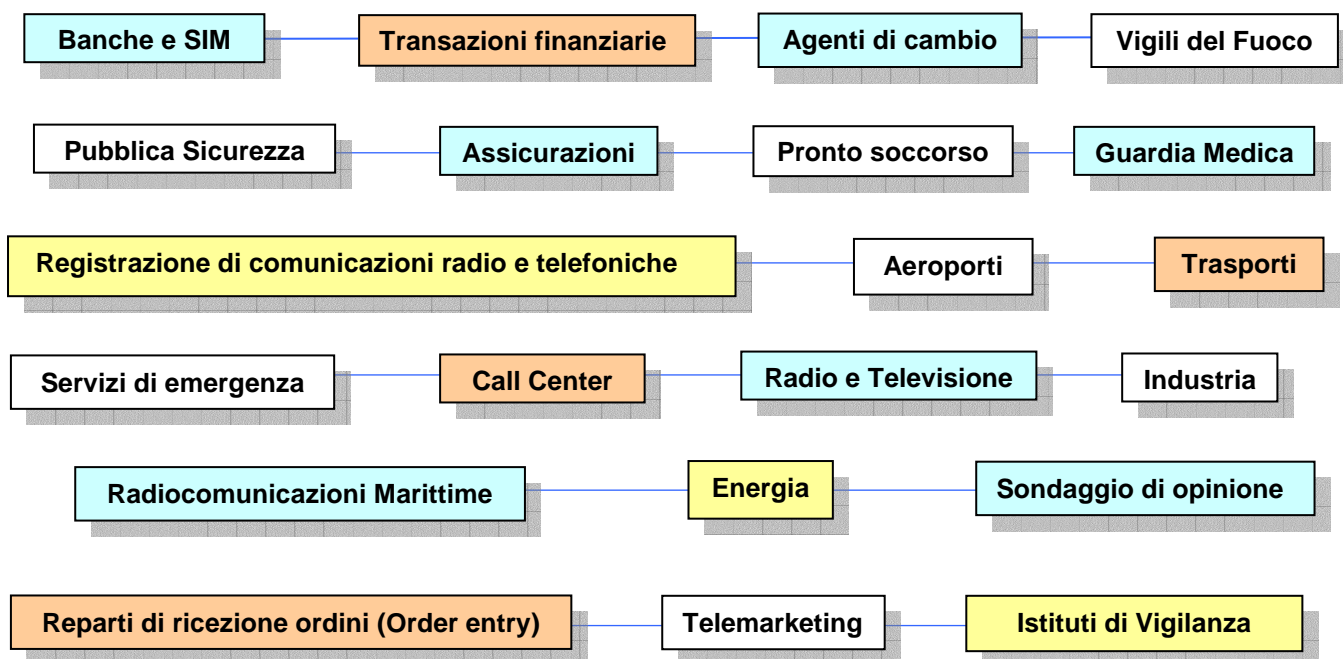 Banche e SIM Transazioni finanziarie Agenti di cambio Vigili del Fuoco
Pubblica Sicurezza Assicurazioni Pronto soccorso Guardia Medica
Registrazione di comunicazioni radio e telefoniche Aeroporti Trasporti
Servizi di emergenza Call Center Radio e Televisione Industria
Radiocomunicazioni Marittime Energia Sondaggio di opinione
Reparti di ricezione ordini (Order entry) Telemarketing Istituti di Vigilanza